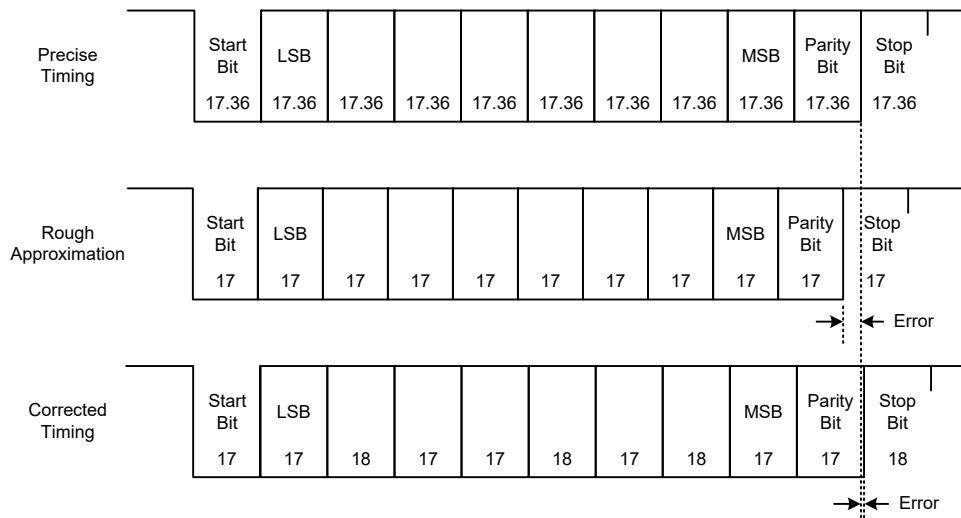 Precise
Timing
Start
Bit
LSB
MSB
Parity
Bit
Stop
Bit
17.36 17.36 17.36 17.36 17.36 17.36 17.36 17.36 17.36 17.36 17.36
Rough
Approximation
Start
Bit
LSB
MSB
Parity
Bit
Stop
Bit
17 17 17 17 17 17 17 17 17 17 17
Error
Corrected
Timing
Start
Bit
LSB
MSB
Parity
Bit
Stop
Bit
17 17 18 17 17 18 17 18 17 17 18
Error